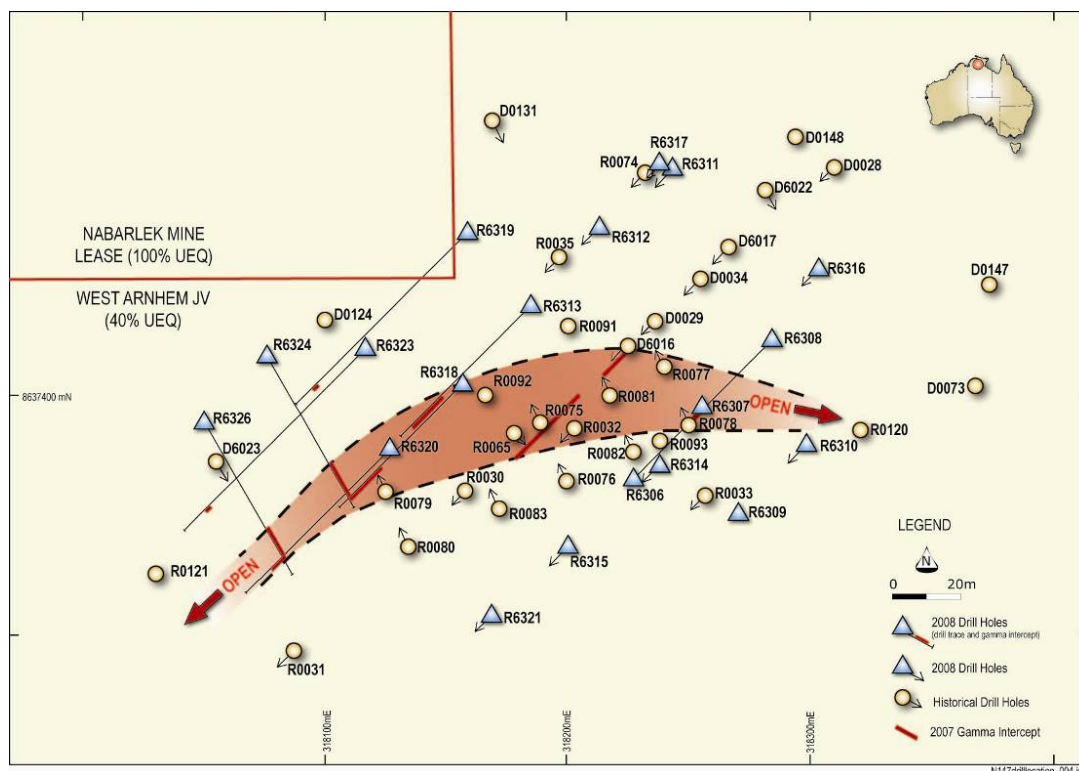 D0131
D0148
R6317
R0074
R6311
D0028
D6022
NABARLEK MINE
LEASE (100% UEQ)
R6319
R6312
R0035
D6017
R6316
D0034
D0147
WEST ARNHEM JV
(40% UEQ)
R6313
D0124
D0029
R0091
R6324
R6323
D6016
R6308
R6318
R0092
R0077
8637400 mN
R0081
D0073
R6326
R0075
R6307
OPEN
R0078
R0120
D6023
R6320
R0065
R0032
R0093
R0082
R6310
R6314
R0079
R0030
R0076
R6306
R0033
R0083
R6309
R0080
R6315
OPEN
R0121
R6321
R0031
318100mE
318200mE
318300mE
LEGEND
N
0 20m
2008 Drill Holes
(drill trace and gamma intercept)
2008 Drill Holes
Historical Drill Holes
2007 Gamma Intercept